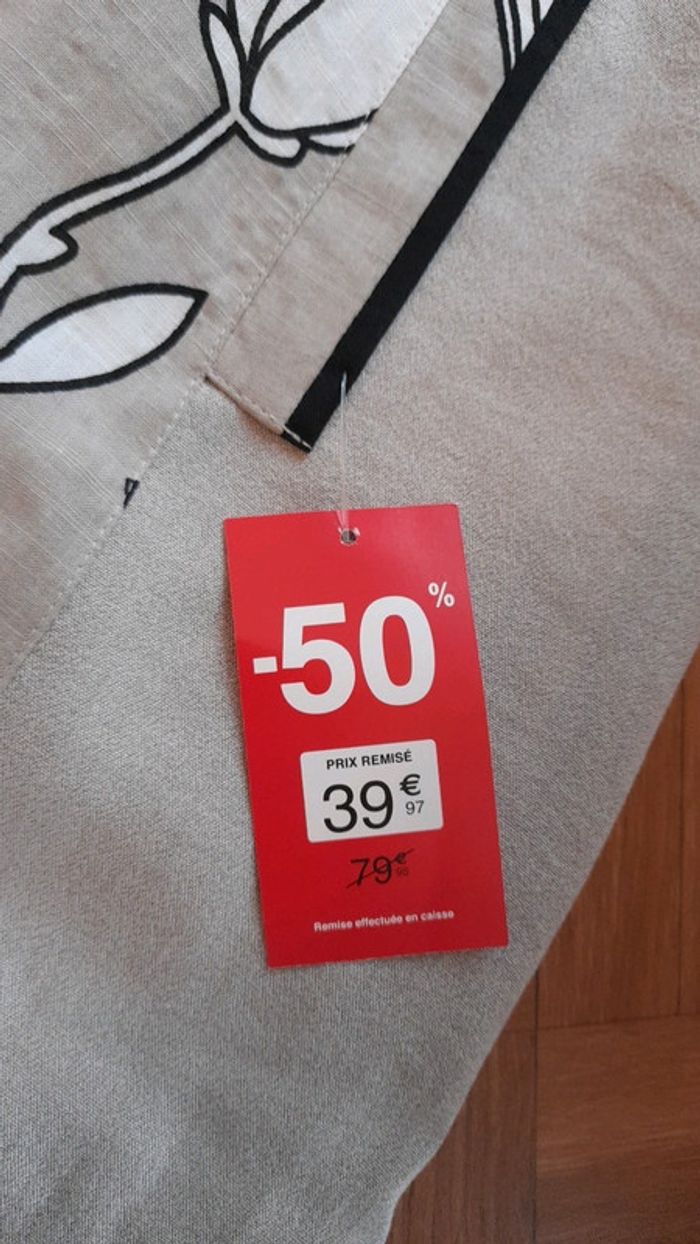 -50%
PRIX REMISÉ
39€97
79€95
Remise effectuée en caisse